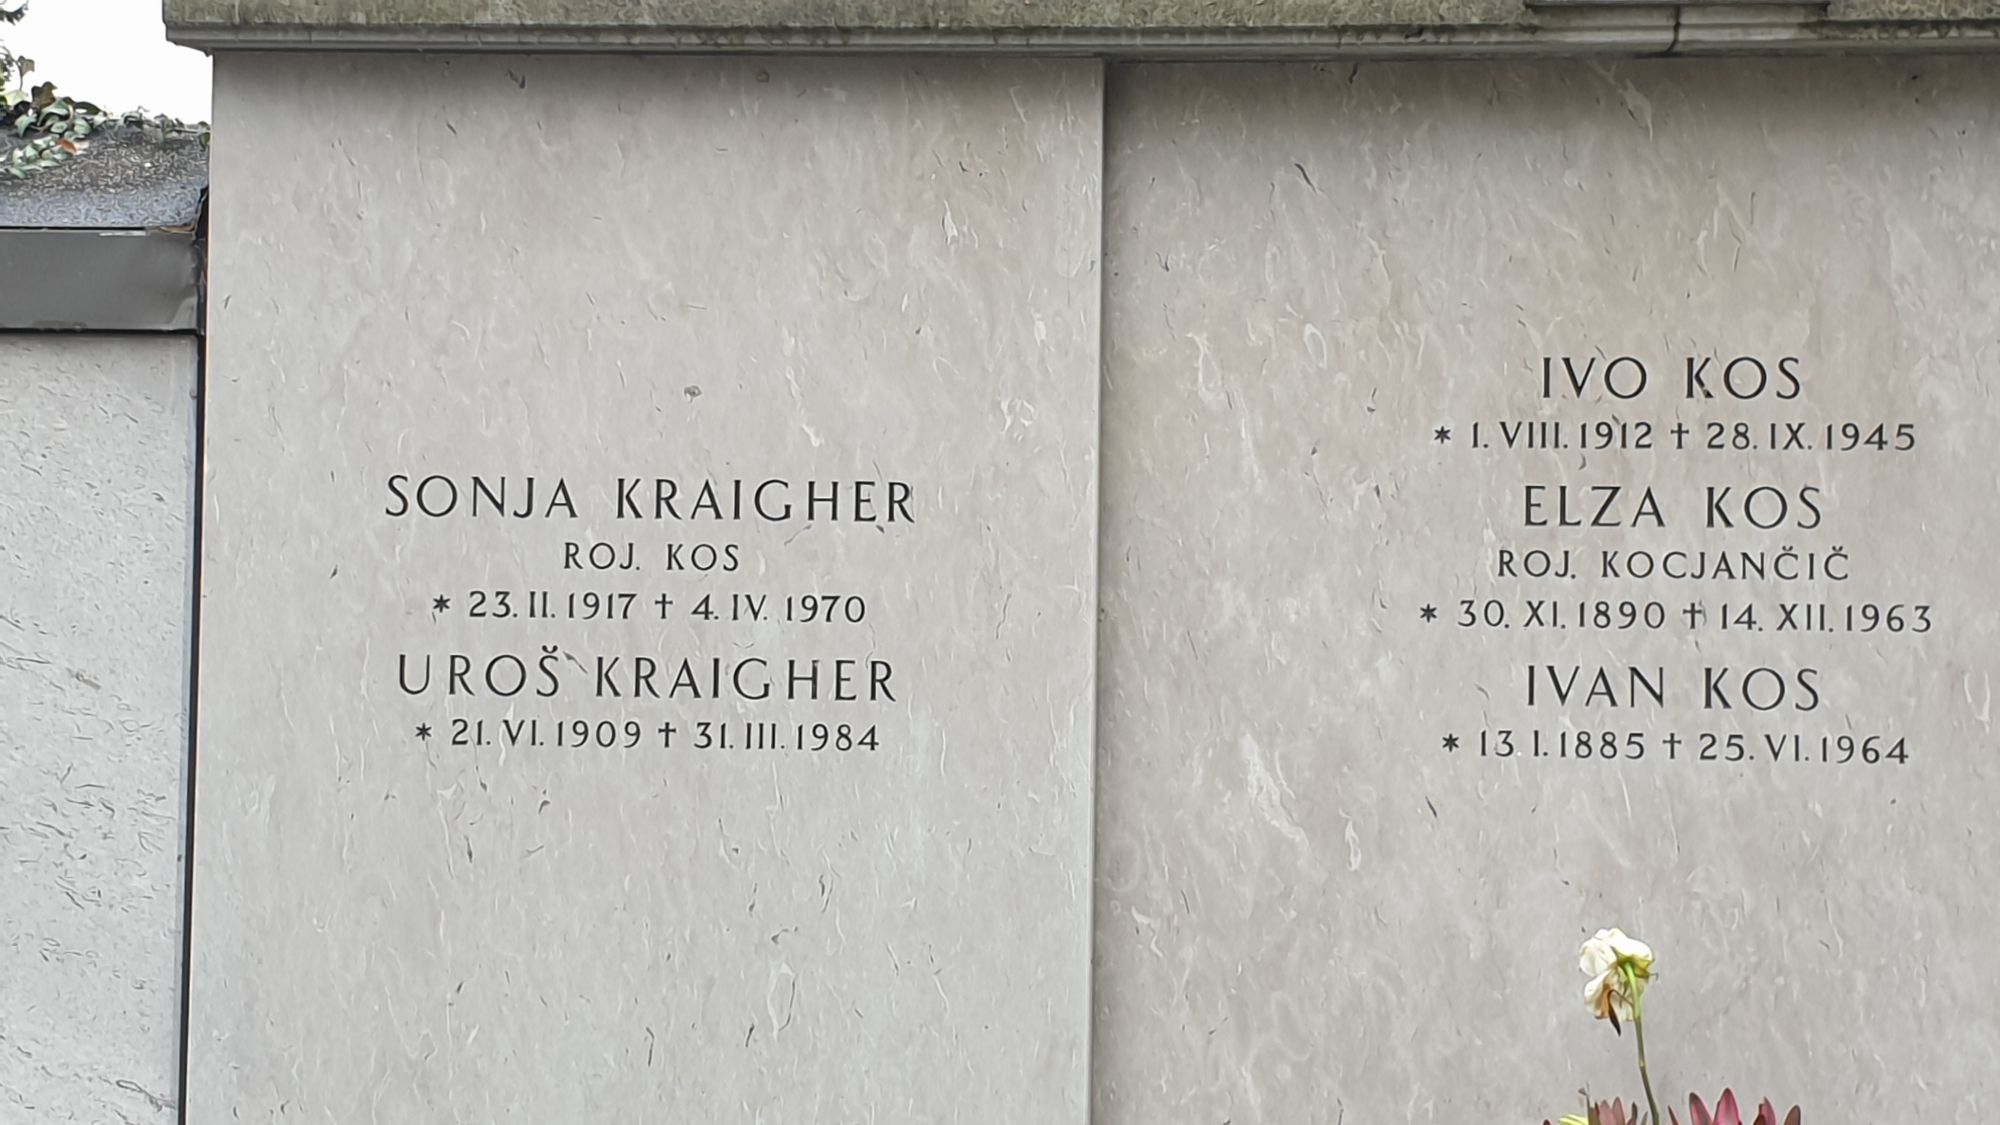 SONJA KRAIGHER
ROJ. KOS
* 23. II. 1917 † 4. IV. 1970
UROŠ KRAIGHER
* 21. VI. 1909 † 31. III. 1984
IVO KOS
* 1. VIII. 1912 † 28. IX. 1945
ELZA KOS
ROJ. KOCJANČIČ
* 30. XI. 1890 † 14. XII. 1963
IVAN KOS
* 13. I. 1885 † 25. VI. 1964